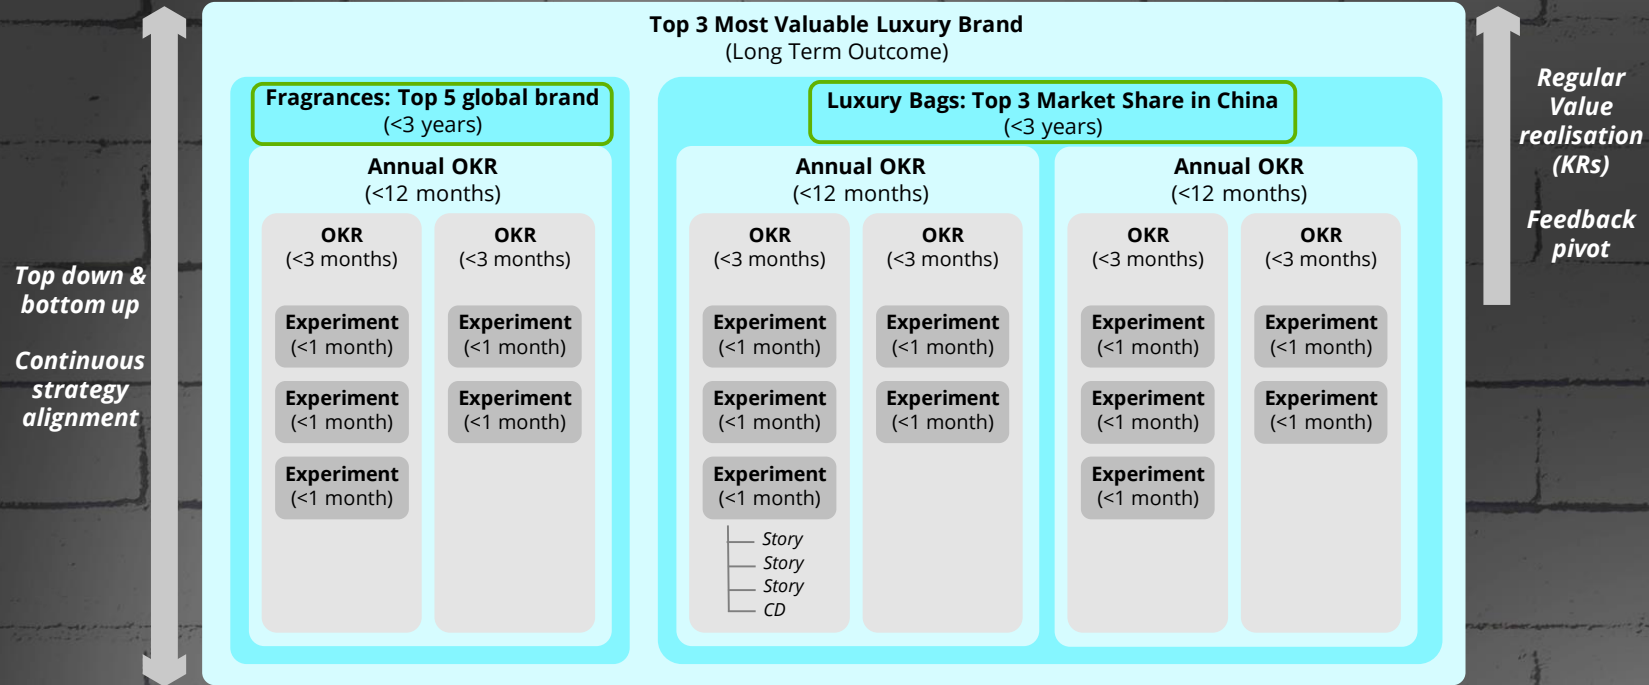 Top 3 Most Valuable Luxury Brand
(Long Term Outcome)
Fragrances: Top 5 global brand
(<3 years)
Annual OKR
(<12 months)
OKR
(<3 months)
Experiment
(<1 month)
Experiment
(<1 month)
Experiment
(<1 month)
OKR
(<3 months)
Experiment
(<1 month)
Experiment
(<1 month)
Luxury Bags: Top 3 Market Share in China
(<3 years)
Annual OKR
(<12 months)
OKR
(<3 months)
Experiment
(<1 month)
Experiment
(<1 month)
Experiment
(<1 month)
Story
Story
Story
CD
OKR
(<3 months)
Experiment
(<1 month)
Experiment
(<1 month)
Annual OKR
(<12 months)
OKR
(<3 months)
Experiment
(<1 month)
Experiment
(<1 month)
Experiment
(<1 month)
OKR
(<3 months)
Experiment
(<1 month)
Experiment
(<1 month)
Top down &
bottom up
Continuous
strategy
alignment
Regular
Value
realisation
(KRs)
Feedback
pivot